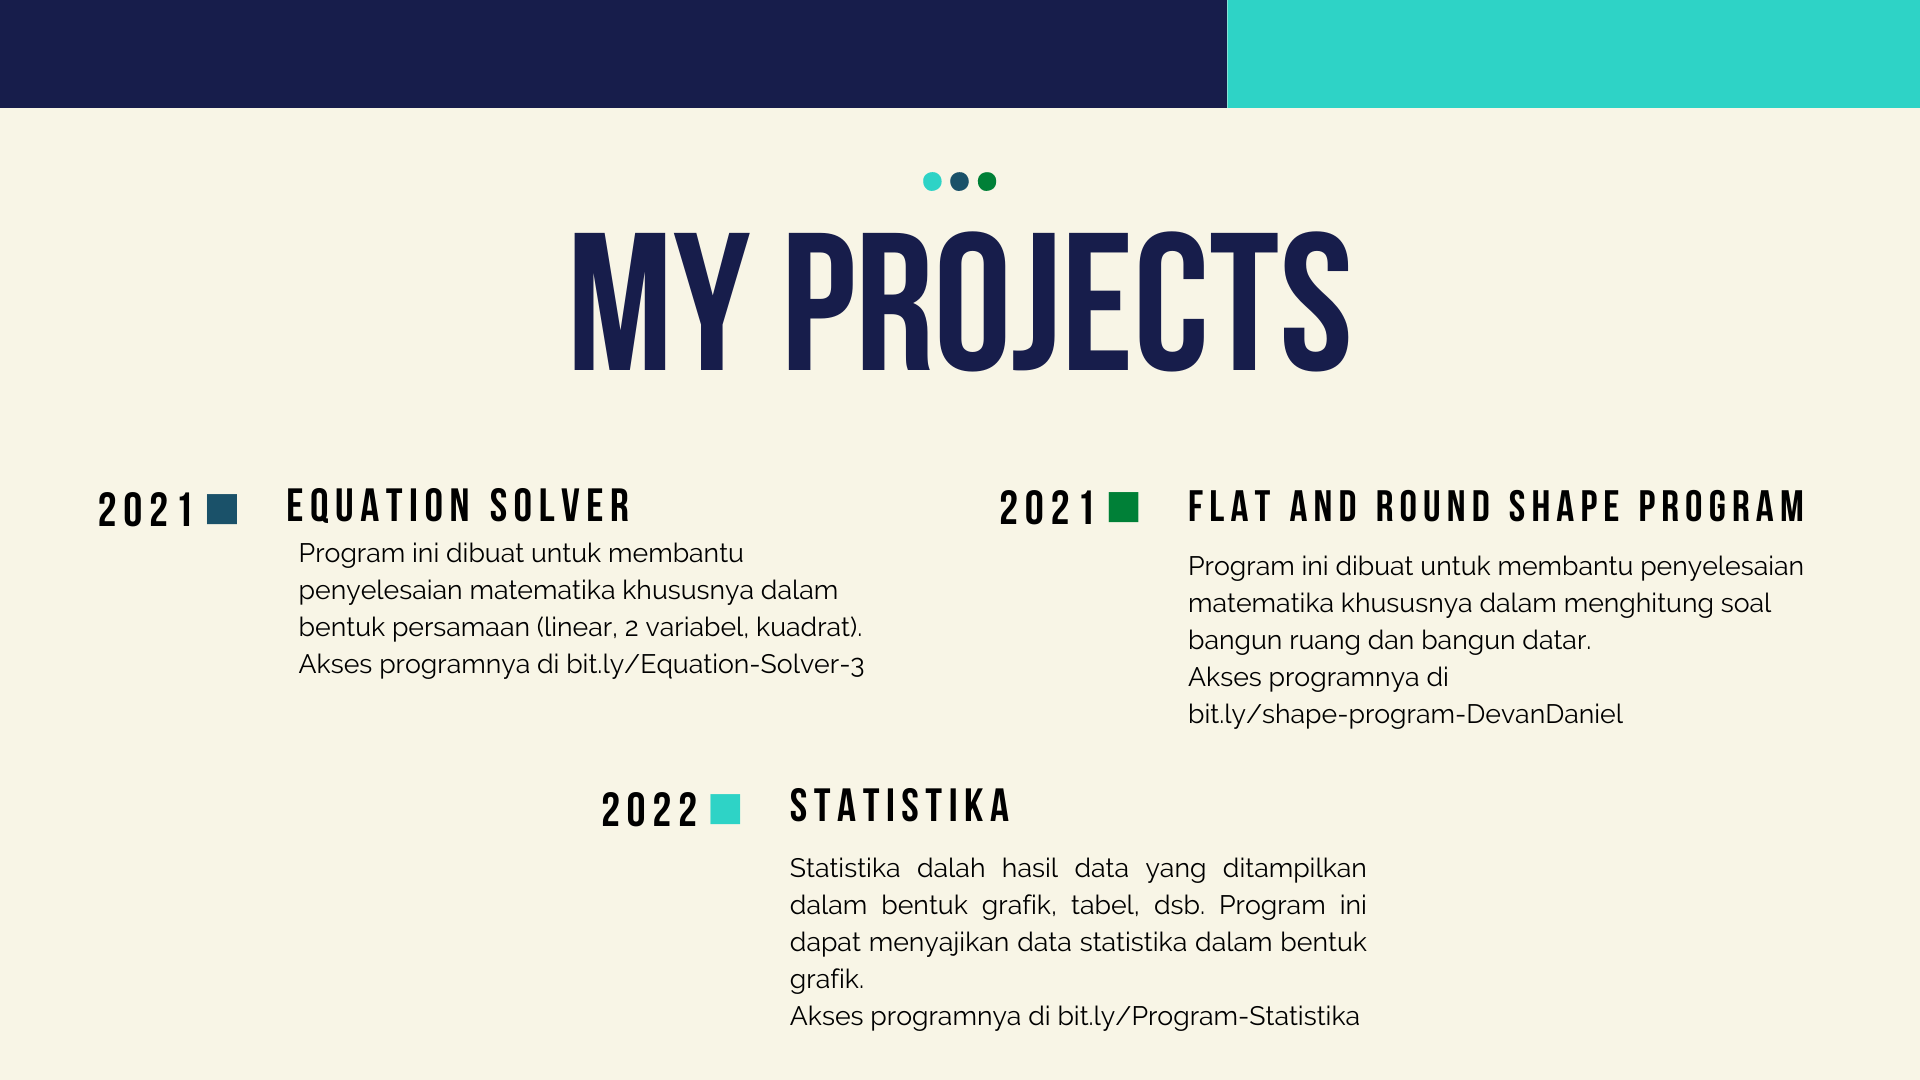 MY PROJECTS
2021
EQUATION SOLVER
Program ini dibuat untuk membantu
penyelesaian matematika khususnya dalam
bentuk persamaan (linear, 2 variabel, kuadrat).
Akses programnya di bit.ly/Equation-Solver-3
2021
FLAT AND ROUND SHAPE PROGRAM
Program ini dibuat untuk membantu penyelesaian
matematika khususnya dalam menghitung soal
bangun ruang dan bangun datar.
Akses programnya di
bit.ly/shape-program-DevanDaniel
2022
STATISTIKA
Statistika dalah hasil data yang ditampilkan
dalam bentuk grafik, tabel, dsb. Program ini
dapat menyajikan data statistika dalam bentuk
grafik.
Akses programnya di bit.ly/Program-Statistika